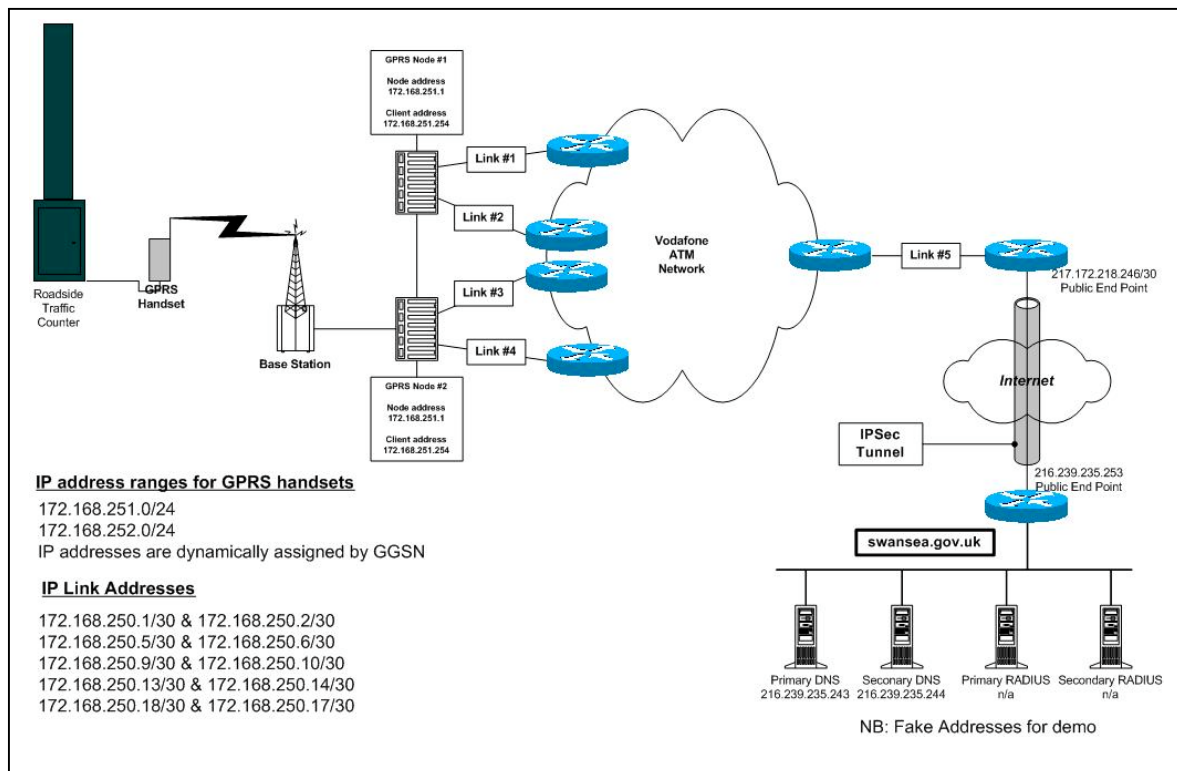 GPRS Node #1
Node address
172.168.251.1
Client address
172.168.251.254
Link #1
Link #2
Link #3
Link #4
Vodafone
ATM
Network
Link #5
217.172.218.246/30
Public End Point
Roadside
Traffic
Counter
GPRS
Handset
Base Station
GPRS Node #2
Node address
172.168.251.1
Client address
172.168.251.254
Internet
IPSec
Tunnel
216.239.235.253
Public End Point
swansea.gov.uk
IP address ranges for GPRS handsets
172.168.251.0/24
172.168.252.0/24
IP addresses are dynamically assigned by GGSN
IP Link Addresses
172.168.250.1/30 & 172.168.250.2/30
172.168.250.5/30 & 172.168.250.6/30
172.168.250.9/30 & 172.168.250.10/30
172.168.250.13/30 & 172.168.250.14/30
172.168.250.18/30 & 172.168.250.17/30
Primary DNS
216.239.235.243
Seconary DNS
216.239.235.244
Primary RADIUS
n/a
Secondary RADIUS
n/a
NB: Fake Addresses for demo